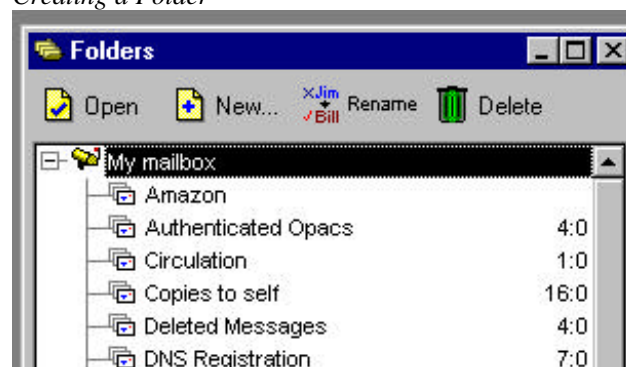 Creating a Folder
Folders
Open New... ×Jim Rename Delete
√Bill
My mailbox
Amazon
Authenticated Opacs 4:0
Circulation 1:0
Copies to self 16:0
Deleted Messages 4:0
DNS Registration 7:0